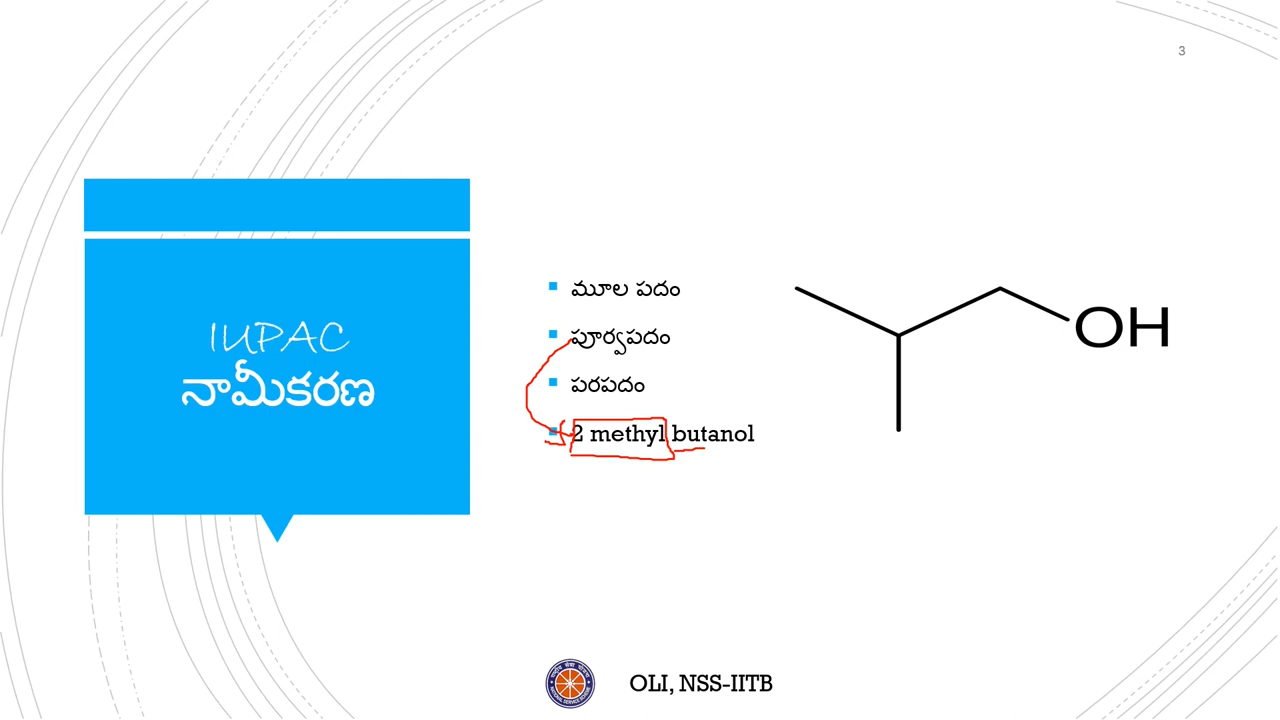 3
IUPAC
నామీకరణ
మూల పదం
పూర్వపదం
పరపదం
2 methyl butanol
OH
OLI, NSS-IITB